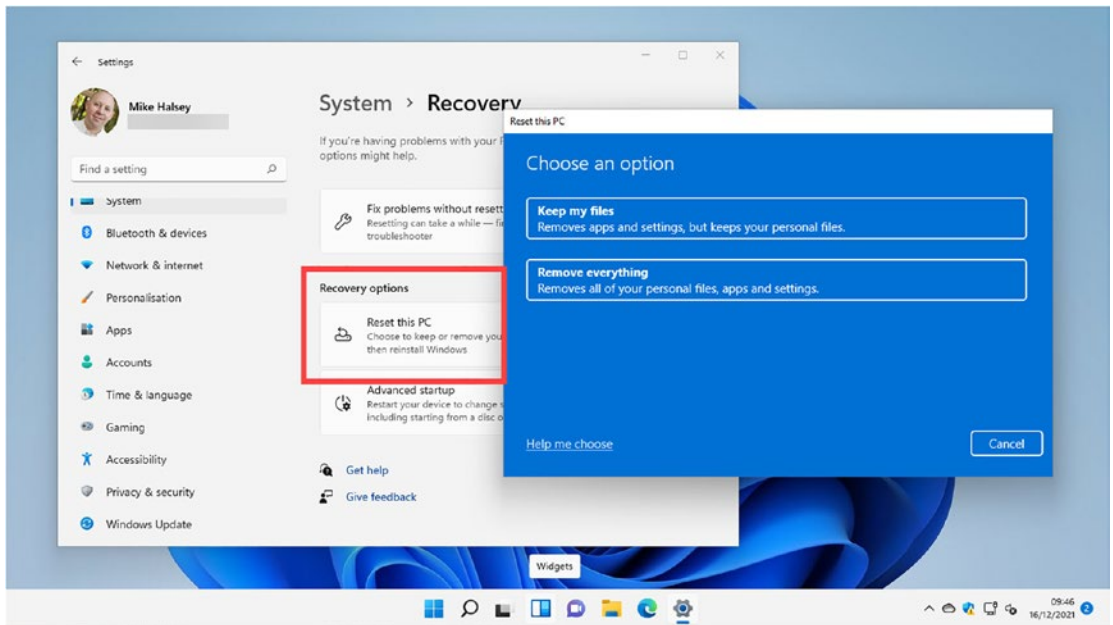 Settings
Mike Halsey
Find a setting
System
Bluetooth & devices
Network & internet
Personalisation
Apps
Accounts
Time & language
Gaming
Accessibility
Privacy & security
Windows Update
System > Recovery
If you're having problems with your
options might help.
Fix problems without resett
Resetting can take a while — fi
troubleshooter
Recovery options
Reset this PC
Choose to keep or remove you
then reinstall Windows
Advanced startup
Restart your device to change s
including starting from a disc o
Get help
Give feedback
Reset this PC
Choose an option
Keep my files
Removes apps and settings, but keeps your personal files.
Remove everything
Removes all of your personal files, apps and settings.
Help me choose
Cancel
Widgets
09:46
16/12/2021
2